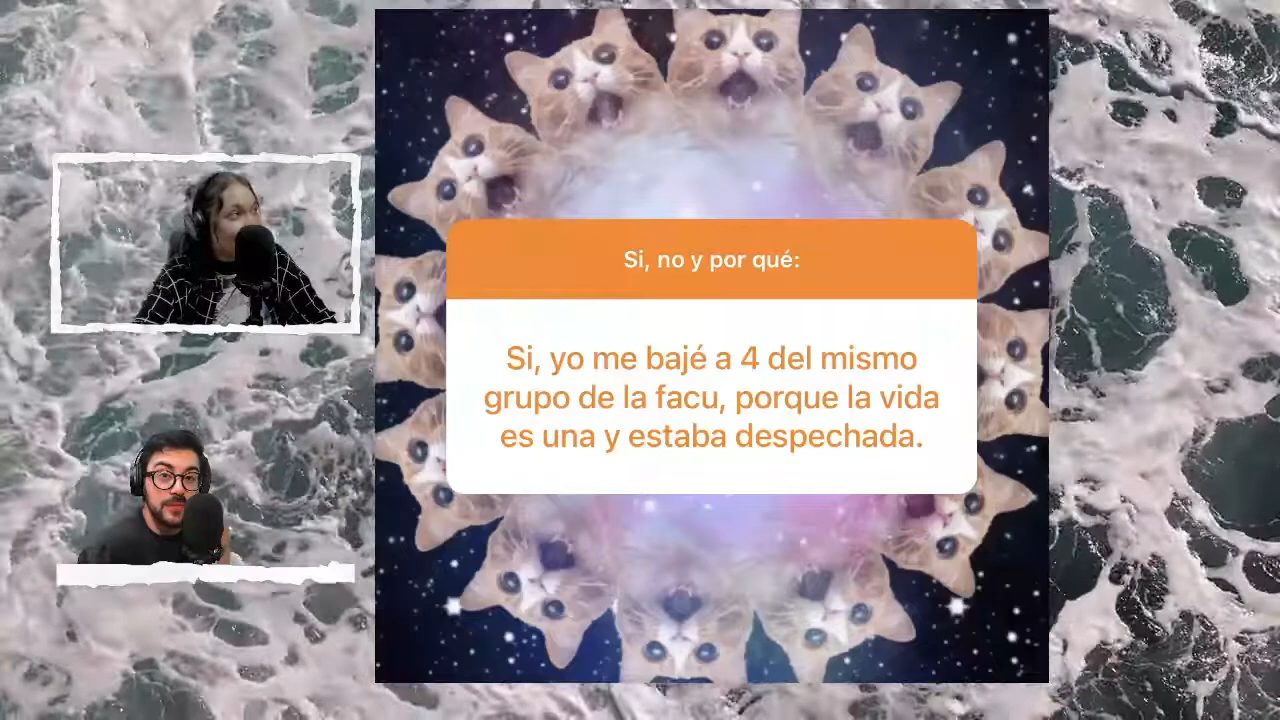 Si, no y por qué:
Si, yo me bajé a 4 del mismo
grupo de la facu, porque la vida
es una y estaba despechada.